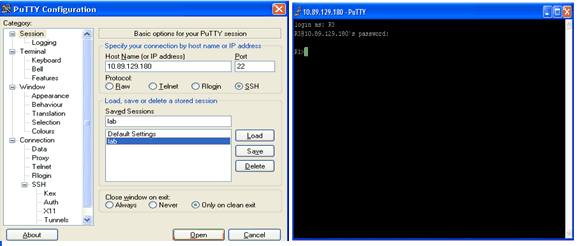 PuTTY Configuration
Category:
Session
Logging
Terminal
Keyboard
Bell
Features
Window
Appearance
Behaviour
Translation
Selection
Colours
Connection
Data
Proxy
Telnet
Rlogin
SSH
Kex
Auth
X11
Tunnels
Basic options for your PuTTY session
Specify your connection by host name or IP address
Host Name (or IP address) Port
10.89.129.180 22
Protocol:
Raw Telnet Rlogin SSH
Load, save or delete a stored session
Saved Sessions
lab
Default Settings
lab
Load
Save
Delete
Close window on exit:
Always Never Only on clean exit
About Open Cancel
10.89.129.180 - PuTTY
login as: R3
R3@10.89.129.180's password:
R1>